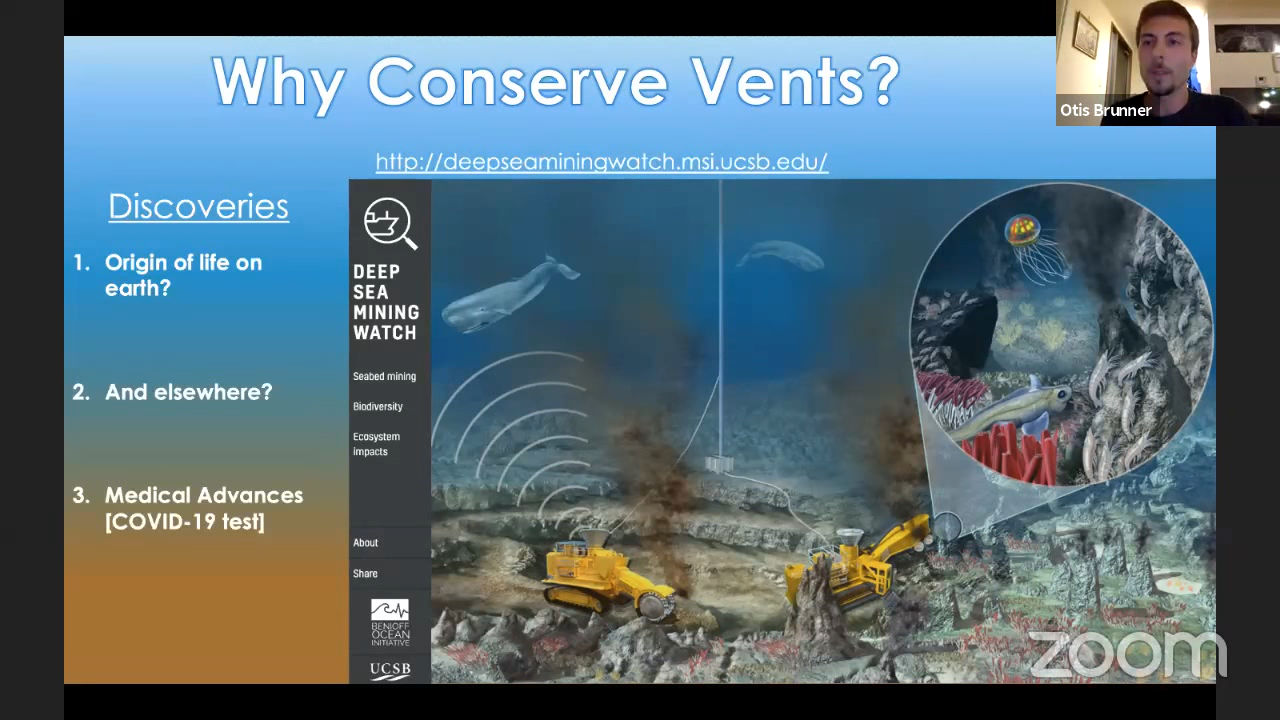 Why Conserve Vents?
Otis Brunner
http://deepseaminingwatch.msi.ucsb.edu/
Discoveries
1. Origin of life on
earth?
2. And elsewhere?
3. Medical Advances
[COVID-19 test]
DEEP
SEA
MINING
WATCH
Seabed mining
Biodiversity
Ecosystem
impacts
About
Share
BENIOFF
OCEAN
INITIATIVE
UCSB
zoom